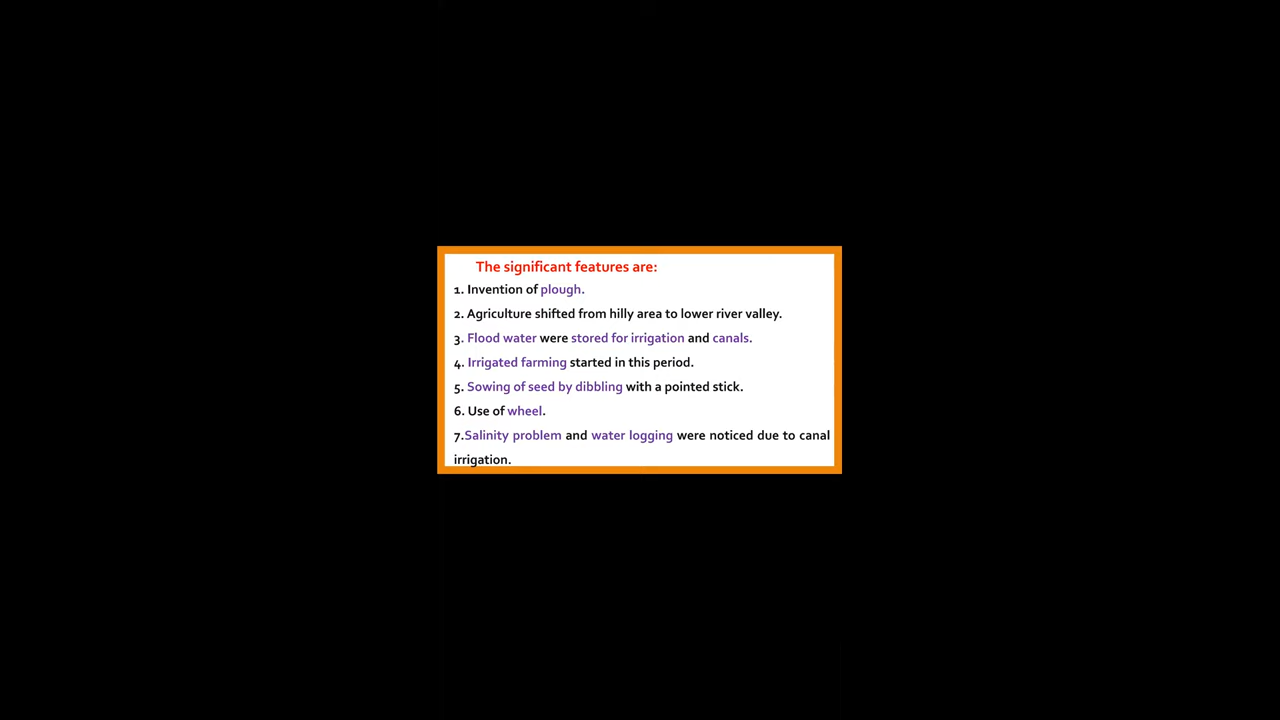 The significant features are:
1. Invention of plough.
2. Agriculture shifted from hilly area to lower river valley.
3. Flood water were stored for irrigation and canals.
4. Irrigated farming started in this period.
5. Sowing of seed by dibbling with a pointed stick.
6. Use of wheel.
7.Salinity problem and water logging were noticed due to canal
irrigation.